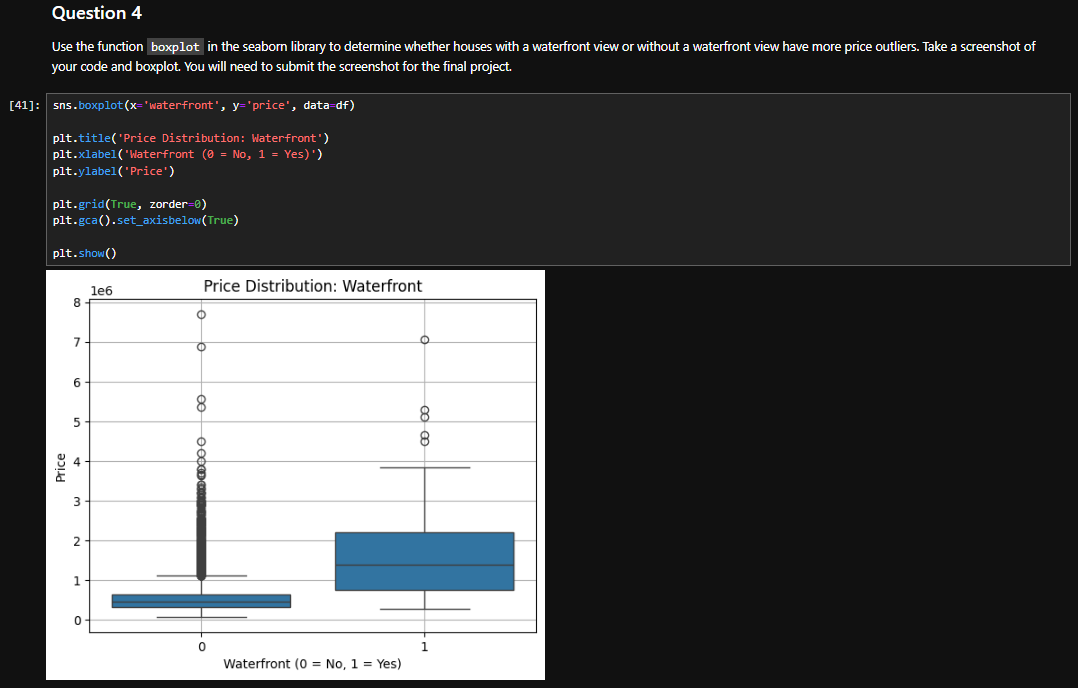 Question 4
Use the function boxplot in the seaborn library to determine whether houses with a waterfront view or without a waterfront view have more price outliers. Take a screenshot of
your code and boxplot. You will need to submit the screenshot for the final project.
[41]: sns.boxplot(x='waterfront', y='price', data=df)
plt.title('Price Distribution: Waterfront')
plt.xlabel('Waterfront (0 = No, 1 = Yes)')
plt.ylabel('Price')
plt.grid(True, zorder=0)
plt.gca().set_axisbelow(True)
plt.show()
Price Distribution: Waterfront
1e6
8
7
6
5
4
3
2
1
0
Price
0 1
Waterfront (0 = No, 1 = Yes)